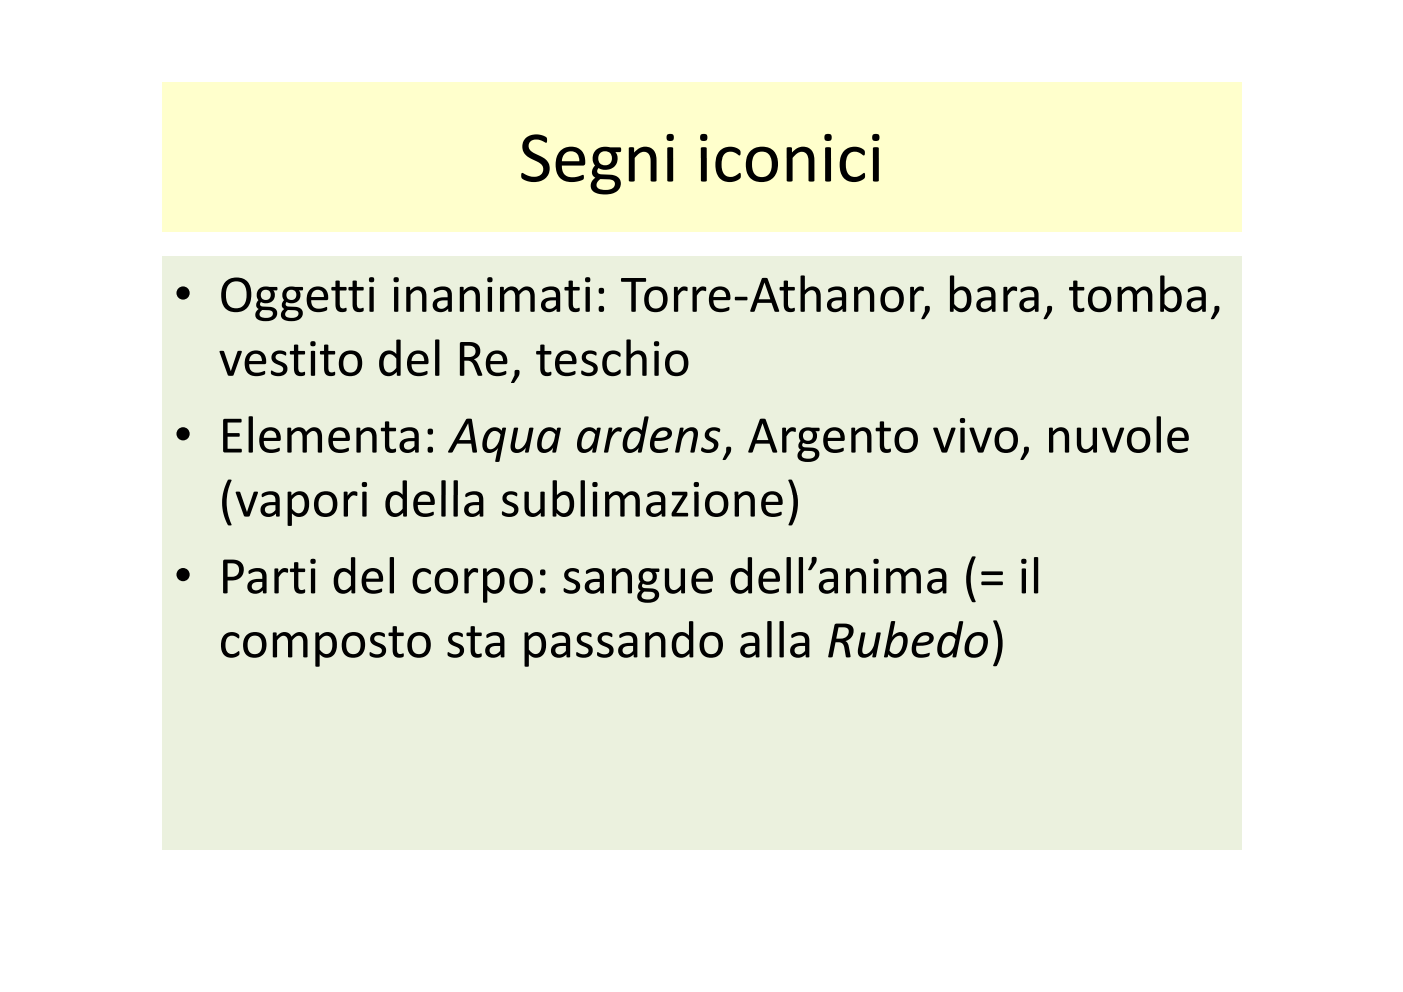 Segni iconici
• Oggetti inanimati: Torre-Athanor, bara, tomba,
vestito del Re, teschio
• Elementa: Aqua ardens, Argento vivo, nuvole
(vapori della sublimazione)
• Parti del corpo: sangue dell’anima (= il
composto sta passando alla Rubedo)